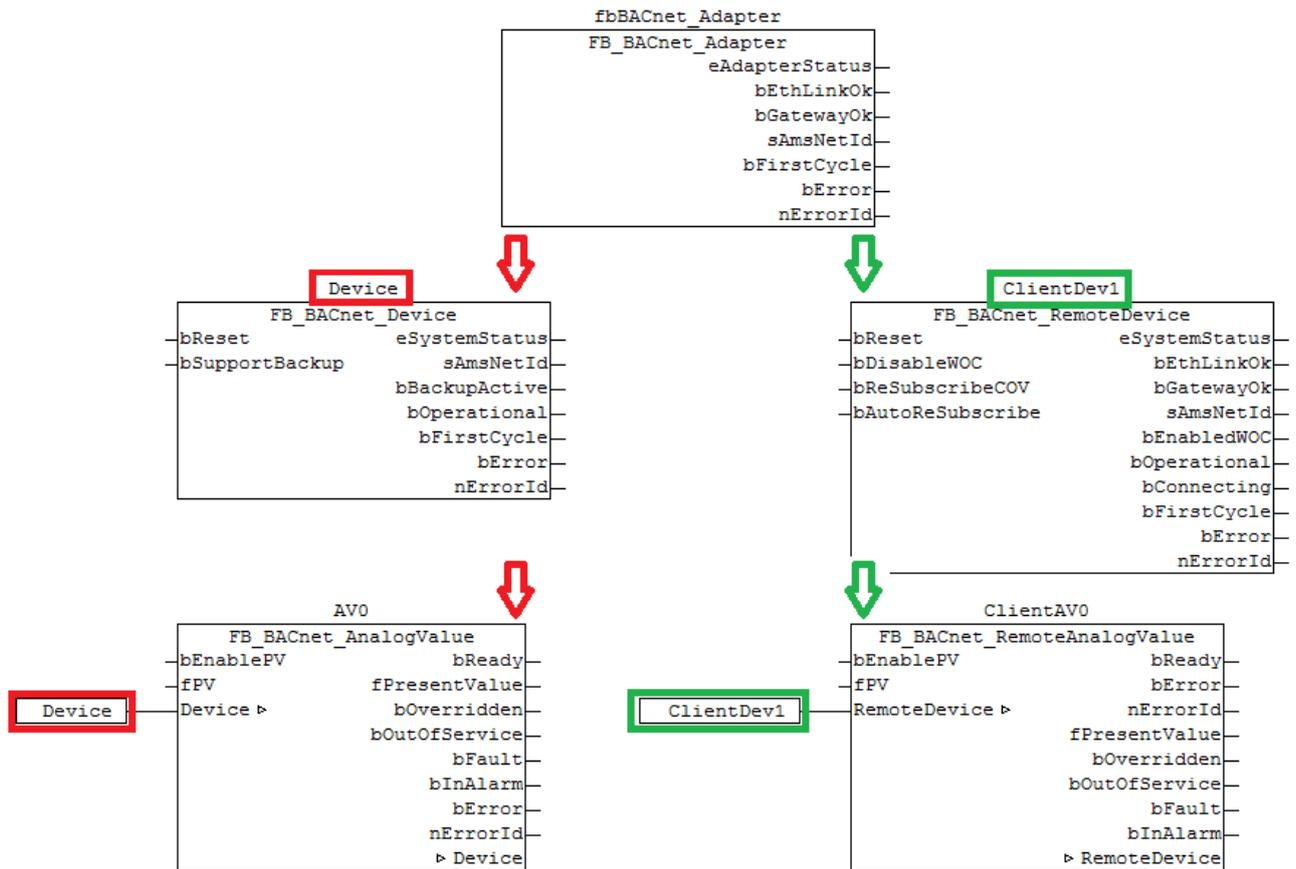 fbBACnet_Adapter
FB_BACnet_Adapter
eAdapterStatus
bEthLinkOk
bGatewayOk
sAmsNetId
bFirstCycle
bError
nErrorId
Device
FB_BACnet_Device
bReset eSystemStatus
bSupportBackup sAmsNetId
bBackupActive
bOperational
bFirstCycle
bError
nErrorId
ClientDev1
FB_BACnet_RemoteDevice
bReset eSystemStatus
bDisableWOC bEthLinkOk
bReSubscribeCOV bGatewayOk
bAutoReSubscribe sAmsNetId
bEnabledWOC
bOperational
bConnecting
bFirstCycle
bError
nErrorId
AV0
FB_BACnet_AnalogValue
bEnablePV bReady
fPV fPresentValue
Device Device ▹ bOverridden
bOutOfService
bFault
bInAlarm
bError
nErrorId
▹ Device
ClientAV0
FB_BACnet_RemoteAnalogValue
bEnablePV bReady
fPV bError
ClientDev1 RemoteDevice ▹ nErrorId
fPresentValue
bOverridden
bOutOfService
bFault
bInAlarm
▹ RemoteDevice